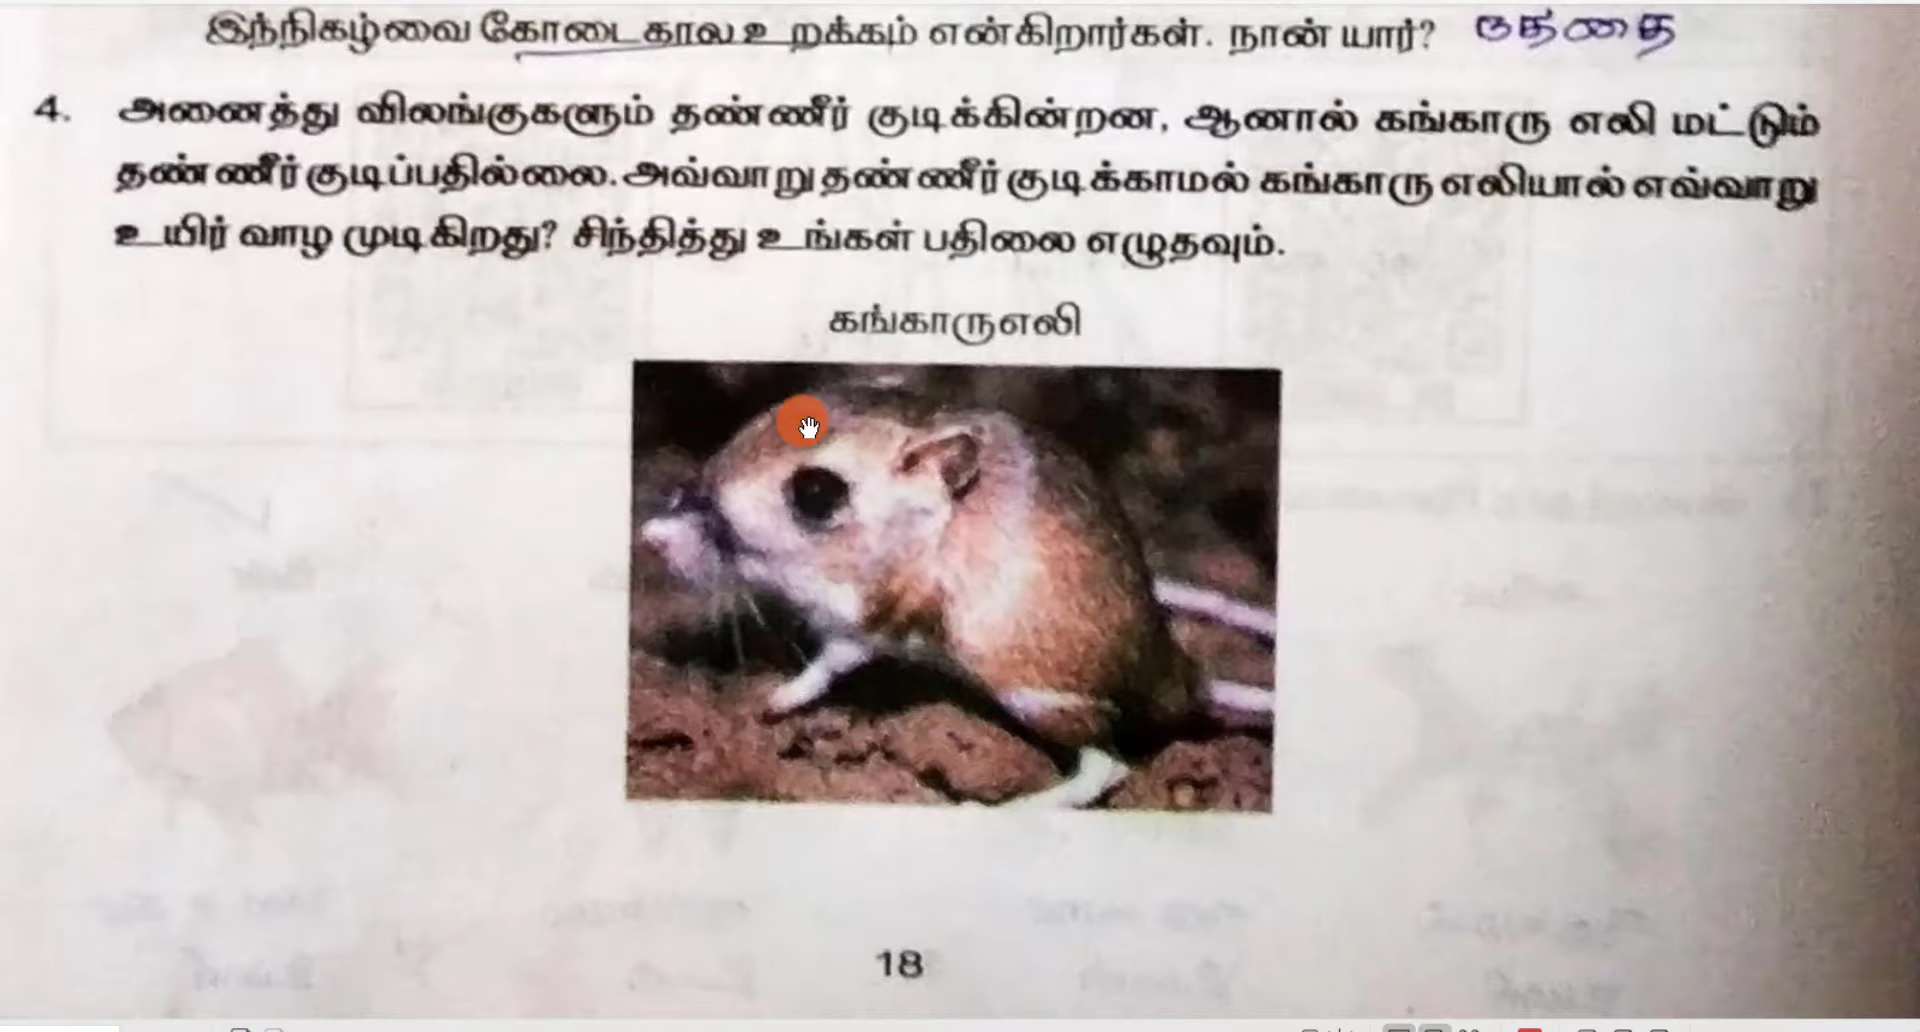 இந்நிகழ்வை கோடைகால உறக்கம் என்கிறார்கள். நான் யார்? நத்தை
4. அனைத்து விலங்குகளும் தண்ணீர் குடிக்கின்றன, ஆனால் கங்காரு எலி மட்டும்
தண்ணீர் குடிப்பதில்லை. அவ்வாறு தண்ணீர் குடிக்காமல் கங்காரு எலியால் எவ்வாறு
உயிர் வாழ முடிகிறது? சிந்தித்து உங்கள் பதிலை எழுதவும்.
கங்காரு எலி
18